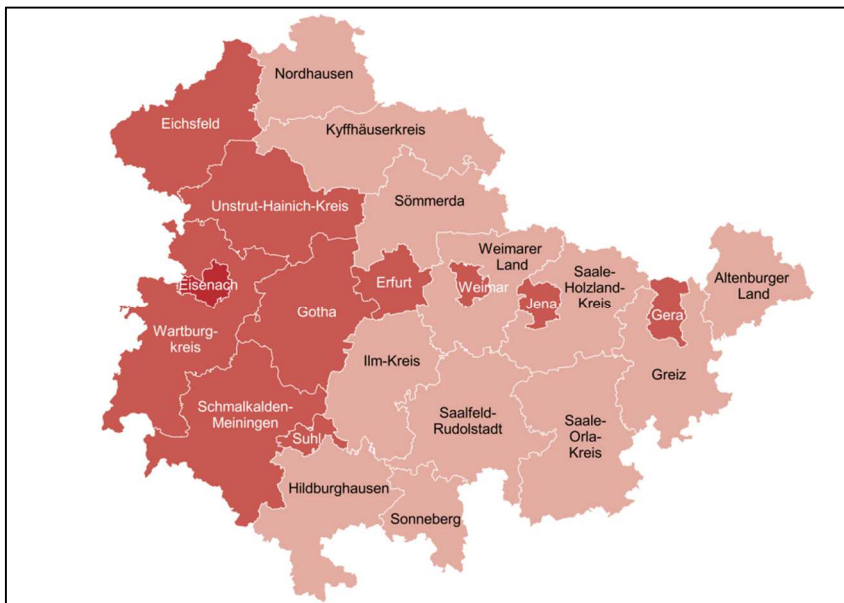 Nordhausen
Eichsfeld
Kyffhäuserkreis
Unstrut-Hainich-Kreis
Sömmerda
Weimarer
Land
Saale-
Holzland-
Kreis
Altenburger
Land
Eisenach
Erfurt
Weimar
Jena
Gera
Gotha
Wartburg-
kreis
Ilm-Kreis
Greiz
Schmalkalden-
Meiningen
Saalfeld-
Rudolstadt
Saale-
Orla-
Kreis
Suhl
Hildburghausen
Sonneberg